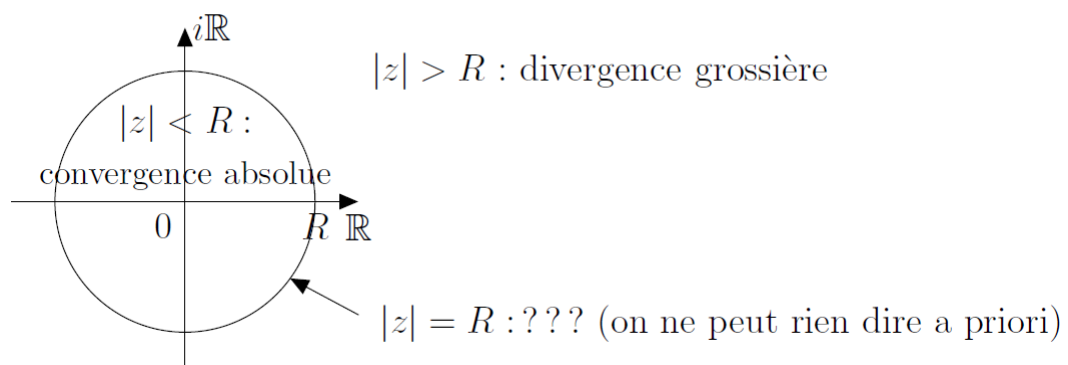 iℝ
|z| > R : divergence grossière
|z| < R :
convergence absolue
0
R ℝ
|z| = R : ? ? ? (on ne peut rien dire a priori)